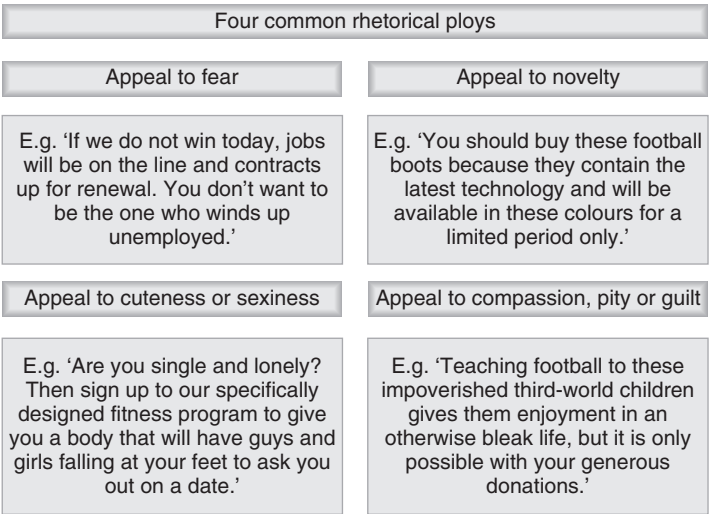 Four common rhetorical ploys
Appeal to fear
E.g. ‘If we do not win today, jobs
will be on the line and contracts
up for renewal. You don’t want to
be the one who winds up
unemployed.’
Appeal to novelty
E.g. ‘You should buy these football
boots because they contain the
latest technology and will be
available in these colours for a
limited period only.’
Appeal to cuteness or sexiness
E.g. ‘Are you single and lonely?
Then sign up to our specifically
designed fitness program to give
you a body that will have guys and
girls falling at your feet to ask you
out on a date.’
Appeal to compassion, pity or guilt
E.g. ‘Teaching football to these
impoverished third-world children
gives them enjoyment in an
otherwise bleak life, but it is only
possible with your generous
donations.’